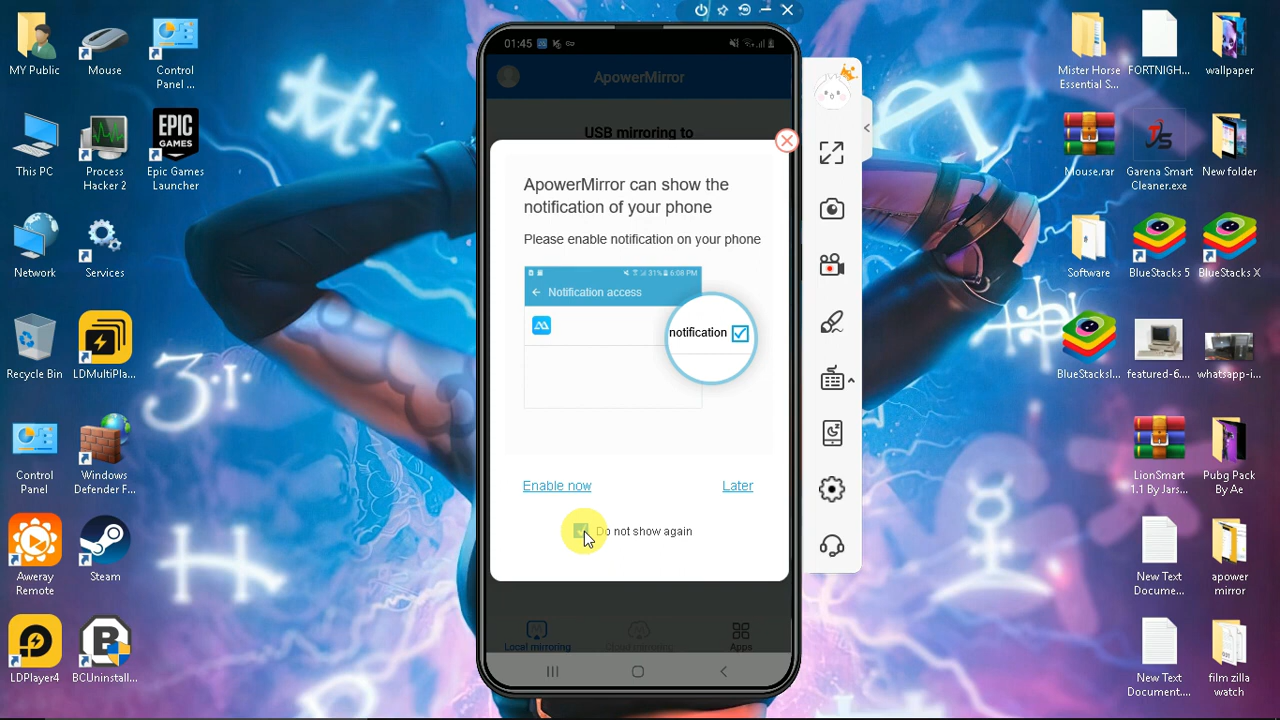 MY Public
Mouse
Control
Panel ...
This PC
Process
Hacker 2
EPIC
GAMES
Epic Games
Launcher
Network
Services
Recycle Bin
LDMultiPla...
Control
Panel
Windows
Defender F...
Aweray
Remote
Steam
LDPlayer4
BCUninstall...
01:45
ApowerMirror
USB mirroring to
ApowerMirror can show the
notification of your phone
Please enable notification on your phone
31% 6:08 PM
Notification access
notification
Enable now
Later
Do not show again
Local mirroring
Apps
Mister Horse
Essential S...
FORTNIGH...
wallpaper
Mouse.rar
Garena Smart
Cleaner.exe
New folder
Software
BlueStacks 5
BlueStacks X
BlueStacksI...
featured-6....
whatsapp-i...
LionSmart
1.1 By Jars...
Pubg Pack
By Ae
New Text
Docume...
apower
mirror
New Text
Document....
film zilla
watch